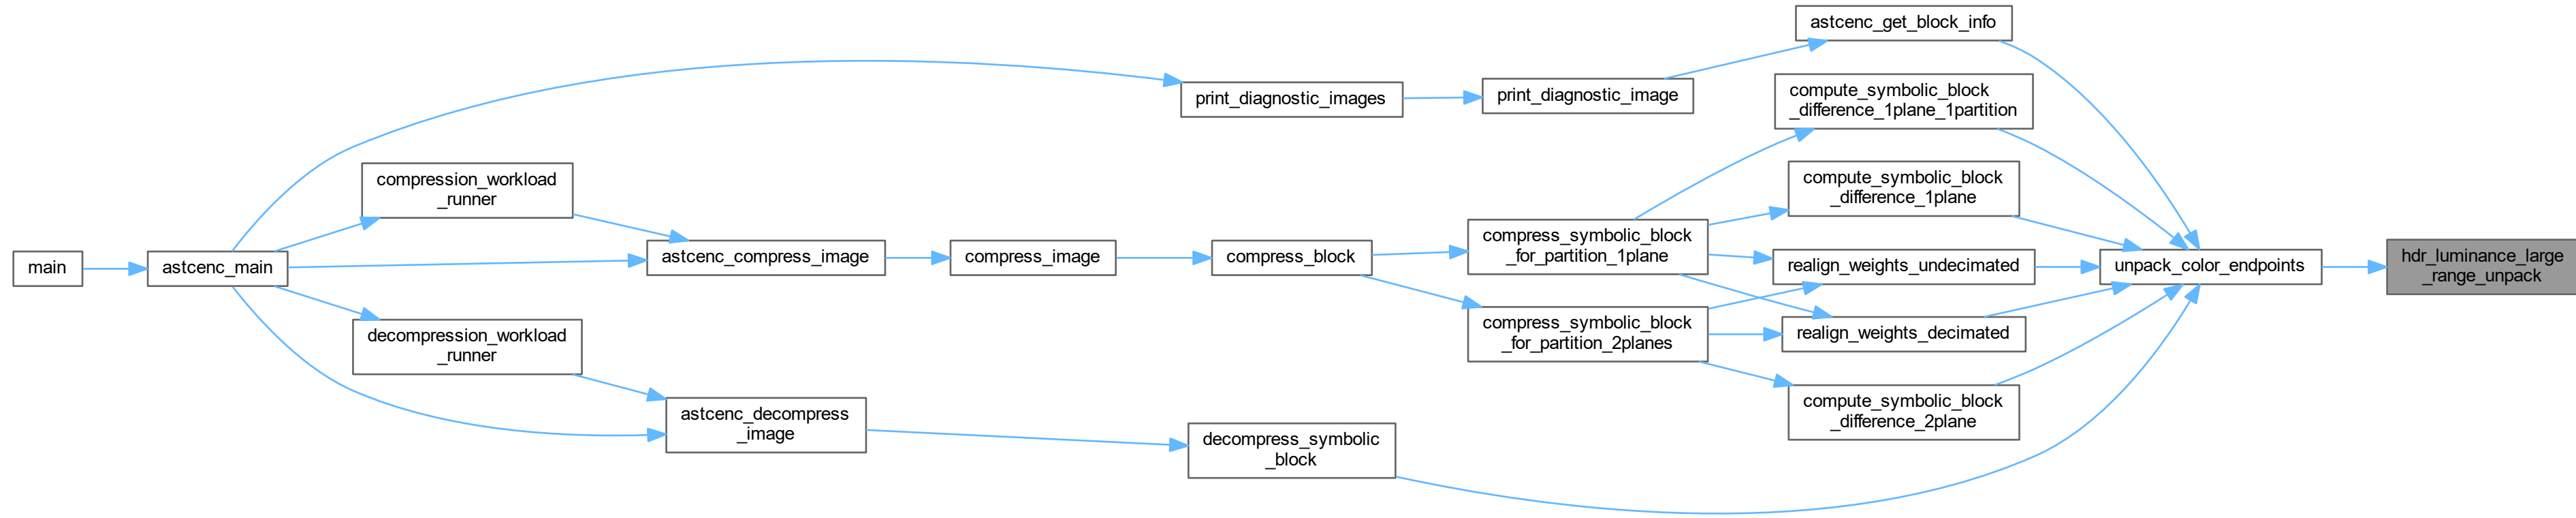 main
astcenc_main
compression_workload
_runner
decompression_workload
_runner
astcenc_compress_image
astcenc_decompress
_image
compress_image
print_diagnostic_images
compress_block
decompress_symbolic
_block
print_diagnostic_image
compress_symbolic_block
_for_partition_1plane
compress_symbolic_block
_for_partition_2planes
astcenc_get_block_info
compute_symbolic_block
_difference_1plane_1partition
compute_symbolic_block
_difference_1plane
realign_weights_undecimated
realign_weights_decimated
compute_symbolic_block
_difference_2plane
unpack_color_endpoints
hdr_luminance_large
_range_unpack